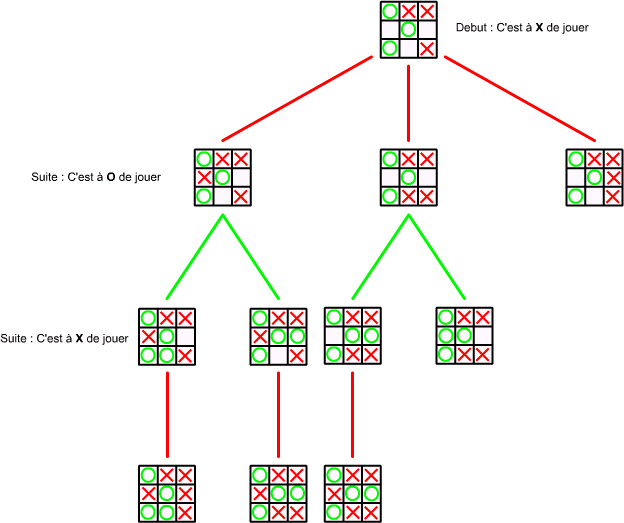 Debut : C'est à X de jouer
Suite : C'est à O de jouer
Suite : C'est à X de jouer